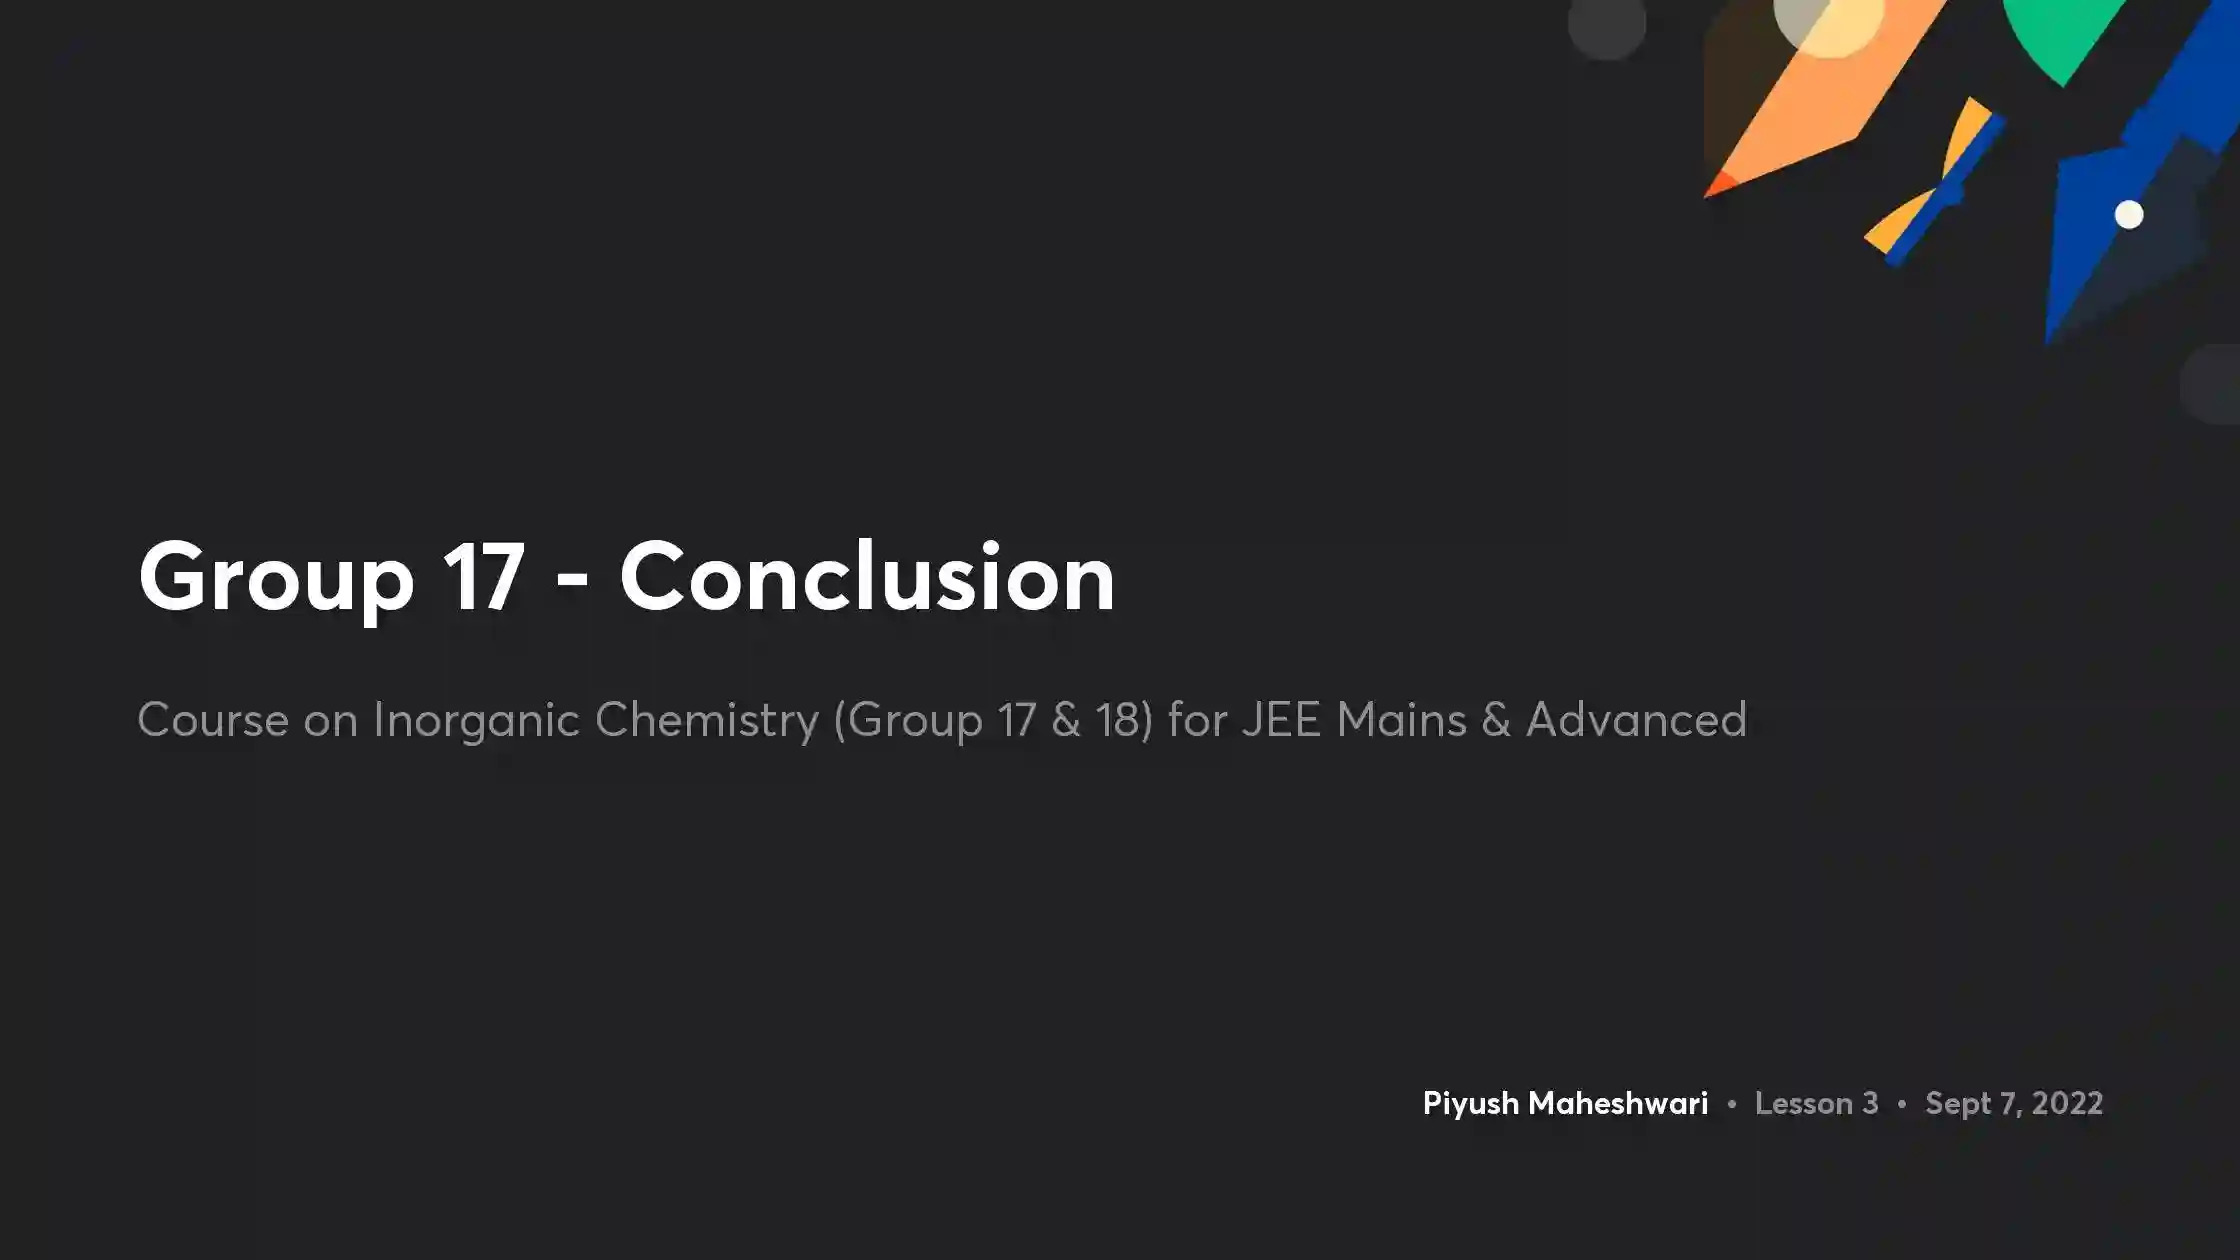 Group 17 - Conclusion
Course on Inorganic Chemistry (Group 17 & 18) for JEE Mains & Advanced
Piyush Maheshwari • Lesson 3 • Sept 7, 2022